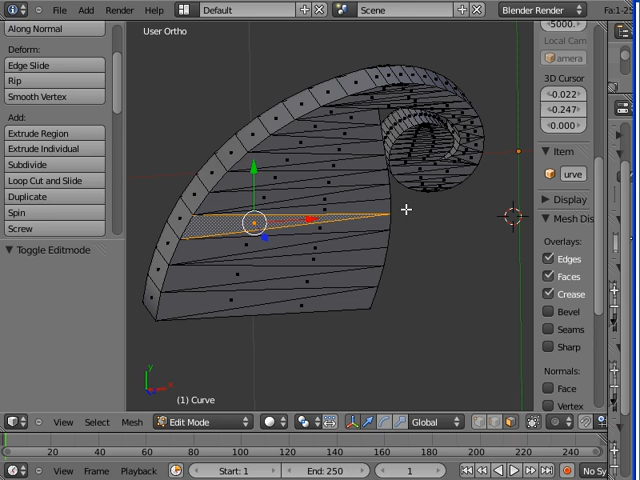 File Add Render Help Default Scene Blender Render Fa:1-2
Along Normal
Deform:
Edge Slide
Rip
Smooth Vertex
Add:
Extrude Region
Extrude Individual
Subdivide
Loop Cut and Slide
Duplicate
Spin
Screw
Toggle Editmode
User Ortho
y
x
(1) Curve
5000.
Local Cam
amera
3D Cursor
-0.022
-0.247
0.000
Item
urve
Display
Mesh Dis
Overlays:
Edges
Faces
Crease
Bevel
Seams
Sharp
Normals:
Face
Vertex
View Select Mesh Edit Mode Global
20 40 60 80 100 120 140 160 180 200 220 240
View Frame Playback Start: 1 End: 250 1 No Sy